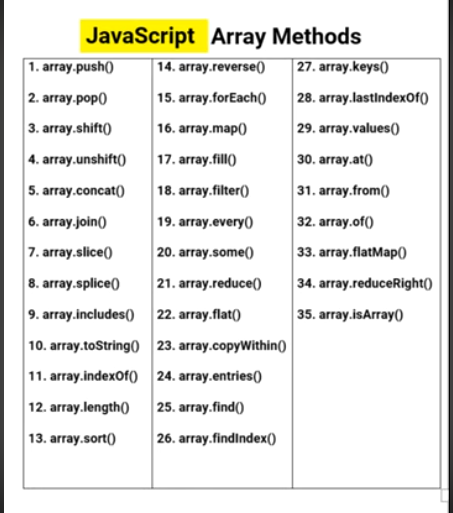 JavaScript Array Methods
1. array.push()
2. array.pop()
3. array.shift()
4. array.unshift()
5. array.concat()
6. array.join()
7. array.slice()
8. array.splice()
9. array.includes()
10. array.toString()
11. array.indexOf()
12. array.length()
13. array.sort()
14. array.reverse()
15. array.forEach()
16. array.map()
17. array.fill()
18. array.filter()
19. array.every()
20. array.some()
21. array.reduce()
22. array.flat()
23. array.copyWithin()
24. array.entries()
25. array.find()
26. array.findIndex()
27. array.keys()
28. array.lastIndexOf()
29. array.values()
30. array.at()
31. array.from()
32. array.of()
33. array.flatMap()
34. array.reduceRight()
35. array.isArray()